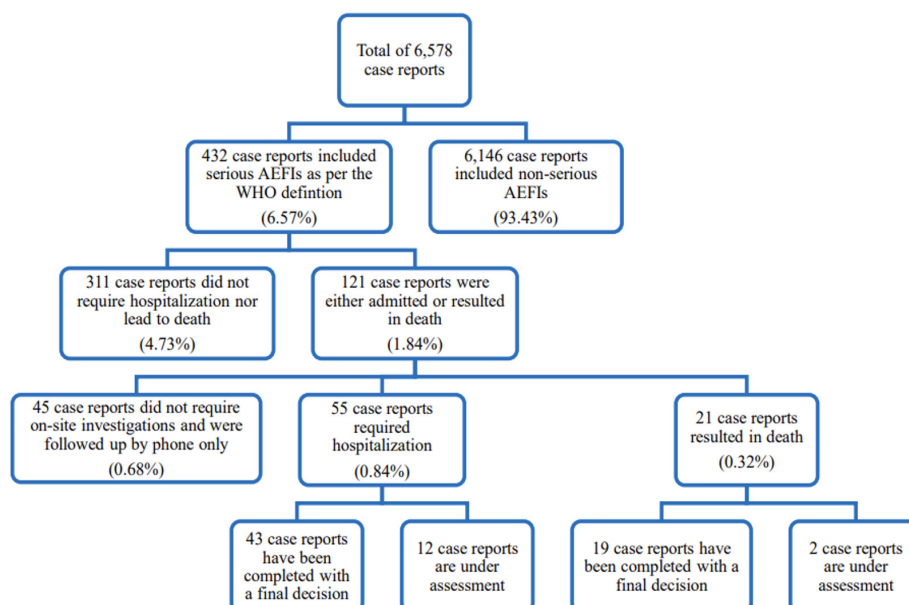 Total of 6,578
case reports
432 case reports included
serious AEFIs as per the
WHO defintion
(6.57%)
6,146 case reports
included non-serious
AEFIs
(93.43%)
311 case reports did not
require hospitalization nor
lead to death
(4.73%)
121 case reports were
either admitted or resulted
in death
(1.84%)
45 case reports did not require
on-site investigations and were
followed up by phone only
(0.68%)
55 case reports
required
hospitalization
(0.84%)
21 case reports
resulted in death
(0.32%)
43 case reports
have been
completed with
a final decision
12 case reports
are under
assessment
19 case reports have
been completed with a
final decision
2 case reports
are under
assessment